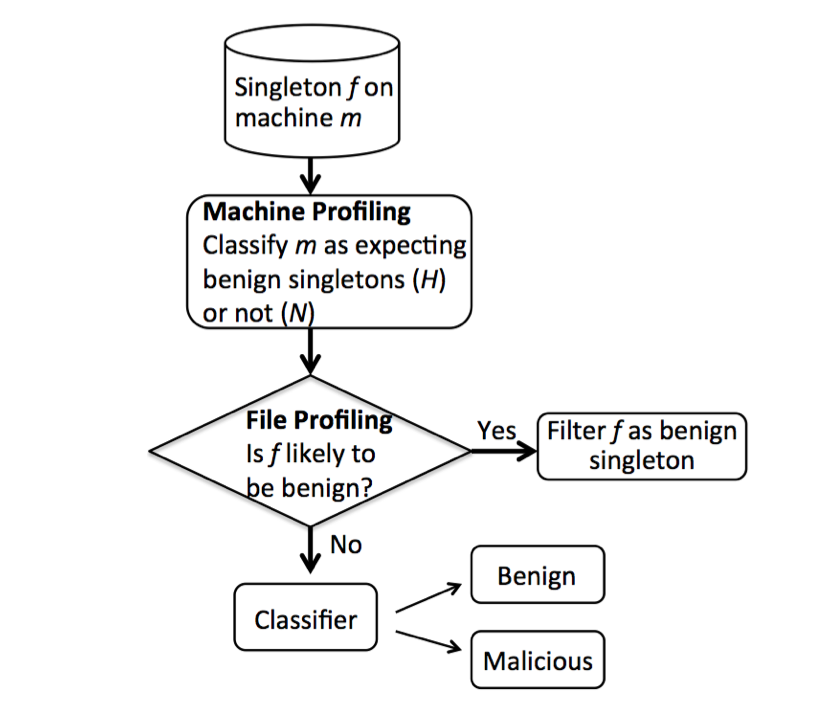 Singleton f on
machine m
Machine Profiling
Classify m as expecting
benign singletons (H)
or not (N)
File Profiling
Is f likely to
be benign?
Yes
Filter f as benign
singleton
No
Classifier
Benign
Malicious